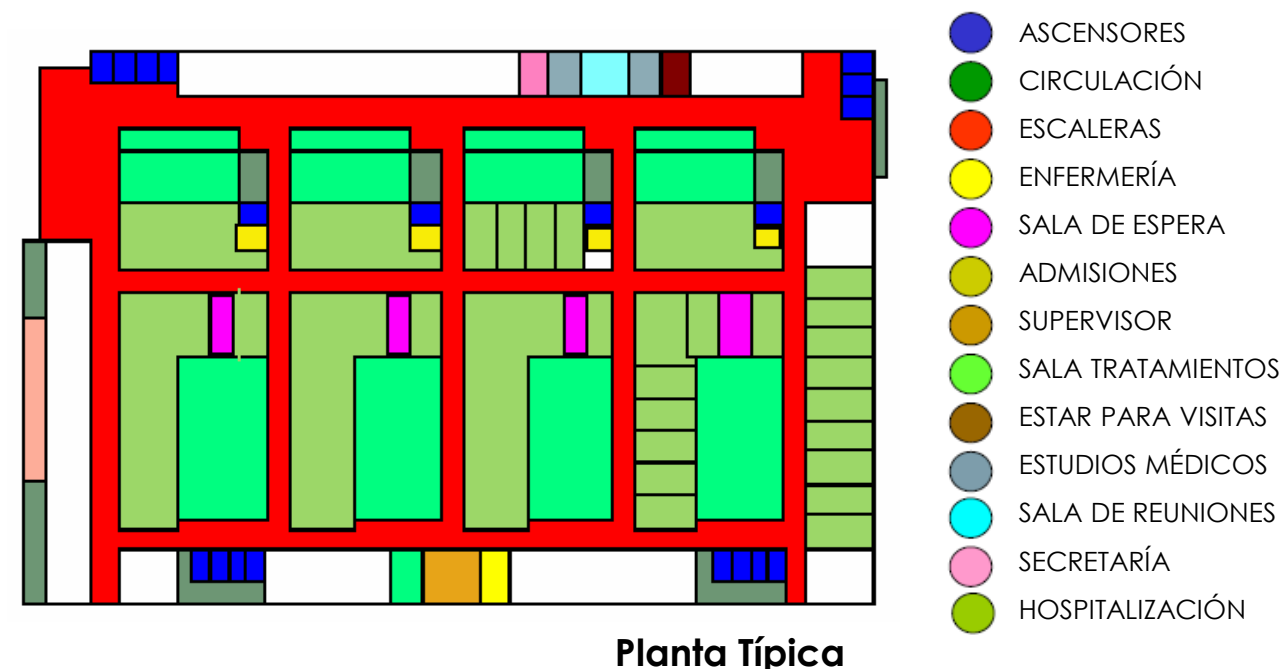 ASCENSORES
CIRCULACIÓN
ESCALERAS
ENFERMERÍA
SALA DE ESPERA
ADMISIONES
SUPERVISOR
SALA TRATAMIENTOS
ESTAR PARA VISITAS
ESTUDIOS MÉDICOS
SALA DE REUNIONES
SECRETARÍA
HOSPITALIZACIÓN
Planta Típica